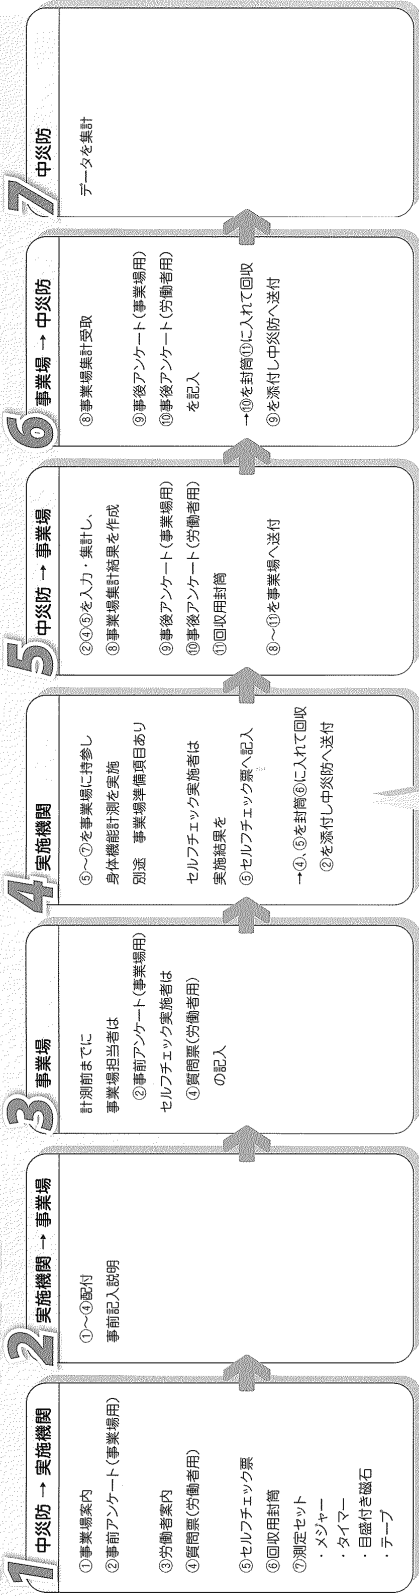 1 中災防 → 実施機関
①事業場案内
②事前アンケート（事業場用）
③労働者案内
④質問票（労働者用）
⑤セルフチェック票
⑥回収用封筒
⑦測定セット
・メジャー
・タイマー
・目盛付き磁石
・テープ
2 実施機関 → 事業場
①～④配付
事前記入説明
3 事業場
計測前までに
事業場担当者は
②事前アンケート（事業場用）
セルフチェック実施者は
④質問票（労働者用）
の記入
4 実施機関
⑤～⑦を事業場に持参し
身体機能計測を実施
別途　事業場準備項目あり
セルフチェック実施者は
実施結果を
⑤セルフチェック票へ記入
→④、⑤を封筒⑥に入れて回収
②を添付し中災防へ送付
5 中災防 → 事業場
②④⑤を入力・集計し、
⑧事業場集計結果を作成
⑨事後アンケート（事業場用）
⑩事後アンケート（労働者用）
⑪回収用封筒
⑧～⑪を事業場へ送付
6 事業場 → 中災防
⑧事業場集計受取
⑨事後アンケート（事業場用）
⑩事後アンケート（労働者用）
を記入
→⑩を封筒⑪に入れて回収
⑨を添付し中災防へ送付
7 中災防
データを集計